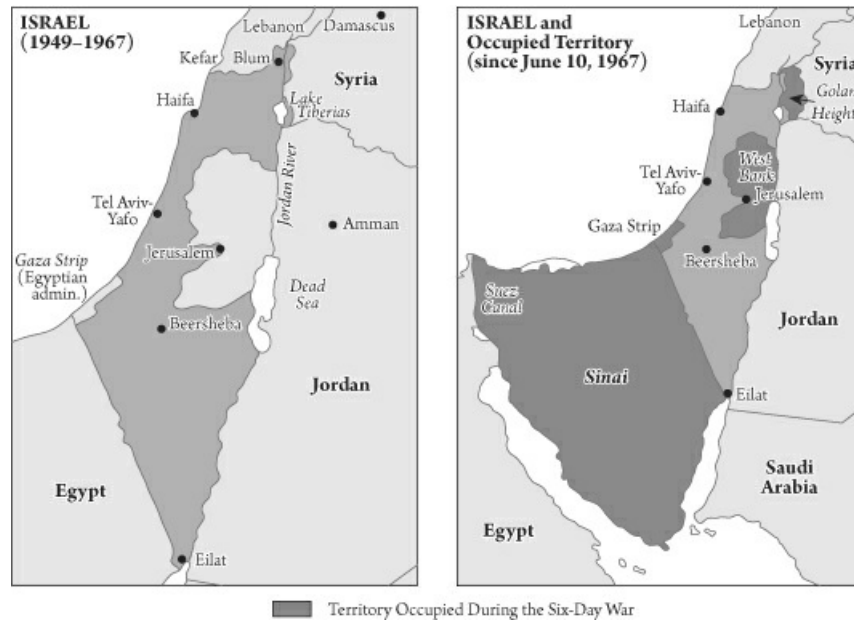 ISRAEL
(1949–1967)
Lebanon
Damascus
Kefar
Blum
Syria
Haifa
Lake
Tiberias
Jordan River
Tel Aviv-
Yafo
Amman
Jerusalem
Gaza Strip
(Egyptian
admin.)
Dead
Sea
Beersheba
Jordan
Egypt
Eilat
ISRAEL and
Occupied Territory
(since June 10, 1967)
Lebanon
Syria
Golan
Height
Haifa
West
Bank
Tel Aviv-
Yafo
Jerusalem
Gaza Strip
Beersheba
Suez
Canal
Jordan
Sinai
Eilat
Saudi
Arabia
Egypt
Territory Occupied During the Six-Day War